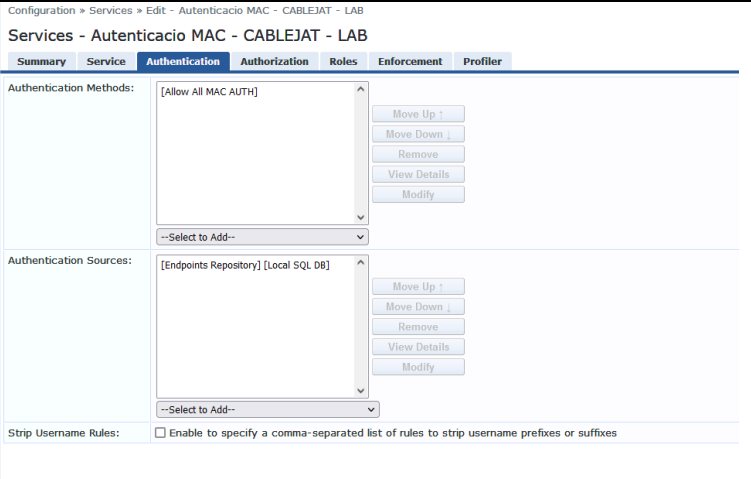 Configuration » Services » Edit - Autenticacio MAC - CABLEJAT - LAB
Services - Autenticacio MAC - CABLEJAT - LAB
Summary Service Authentication Authorization Roles Enforcement Profiler
Authentication Methods:
[Allow All MAC AUTH]
Move Up ↑
Move Down ↓
Remove
View Details
Modify
--Select to Add--
Authentication Sources:
[Endpoints Repository] [Local SQL DB]
Move Up ↑
Move Down ↓
Remove
View Details
Modify
--Select to Add--
Strip Username Rules: Enable to specify a comma-separated list of rules to strip username prefixes or suffixes